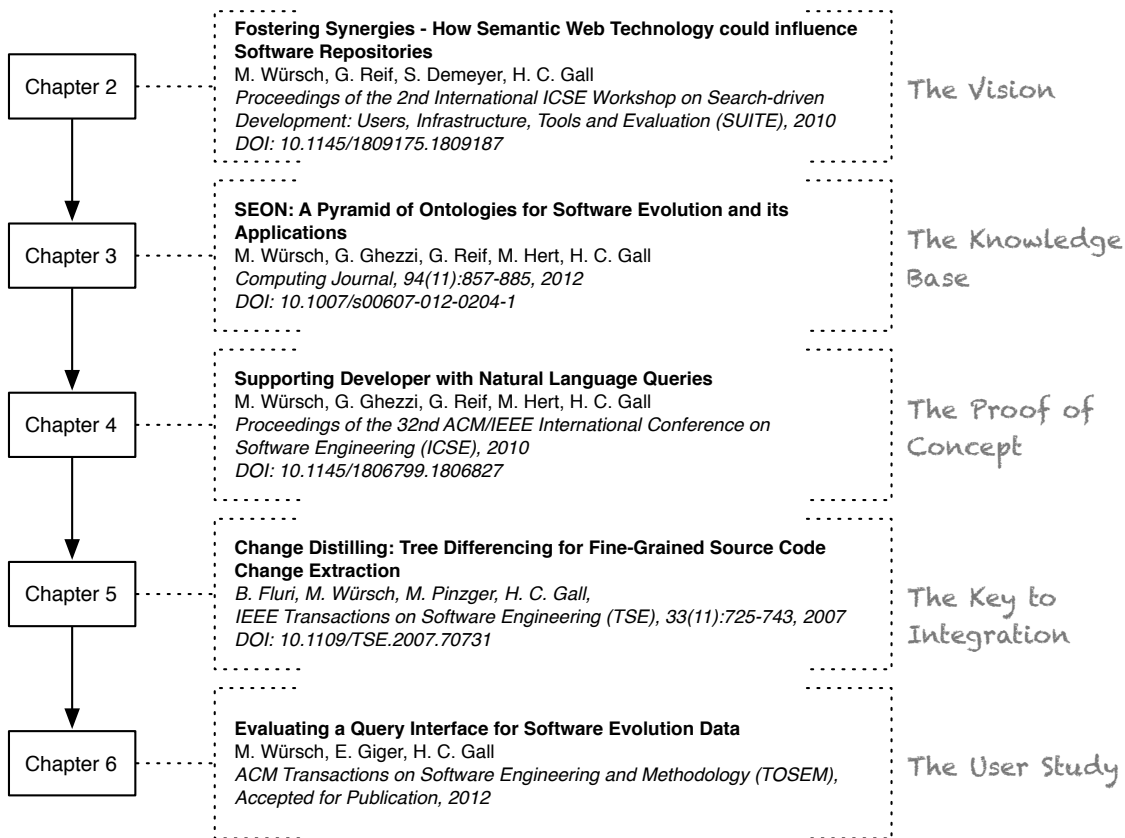 Chapter 2
Fostering Synergies - How Semantic Web Technology could influence
Software Repositories
M. Würsch, G. Reif, S. Demeyer, H. C. Gall
Proceedings of the 2nd International ICSE Workshop on Search-driven
Development: Users, Infrastructure, Tools and Evaluation (SUITE), 2010
DOI: 10.1145/1809175.1809187
The Vision
Chapter 3
SEON: A Pyramid of Ontologies for Software Evolution and its
Applications
M. Würsch, G. Ghezzi, G. Reif, M. Hert, H. C. Gall
Computing Journal, 94(11):857-885, 2012
DOI: 10.1007/s00607-012-0204-1
The Knowledge
Base
Chapter 4
Supporting Developer with Natural Language Queries
M. Würsch, G. Ghezzi, G. Reif, M. Hert, H. C. Gall
Proceedings of the 32nd ACM/IEEE International Conference on
Software Engineering (ICSE), 2010
DOI: 10.1145/1806799.1806827
The Proof of
Concept
Chapter 5
Change Distilling: Tree Differencing for Fine-Grained Source Code
Change Extraction
B. Fluri, M. Würsch, M. Pinzger, H. C. Gall,
IEEE Transactions on Software Engineering (TSE), 33(11):725-743, 2007
DOI: 10.1109/TSE.2007.70731
The Key to
Integration
Chapter 6
Evaluating a Query Interface for Software Evolution Data
M. Würsch, E. Giger, H. C. Gall
ACM Transactions on Software Engineering and Methodology (TOSEM),
Accepted for Publication, 2012
The User Study